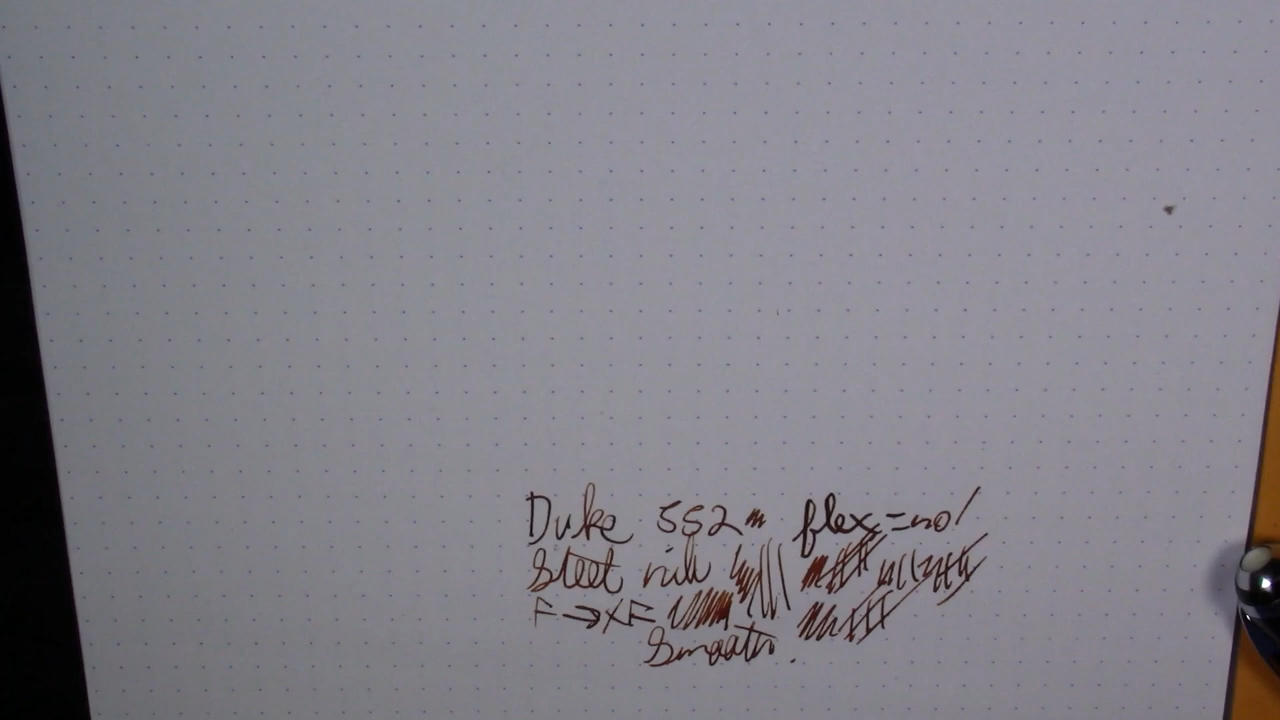 Duke 552 flex = no!
Steel nib
F → XF
Smooth.